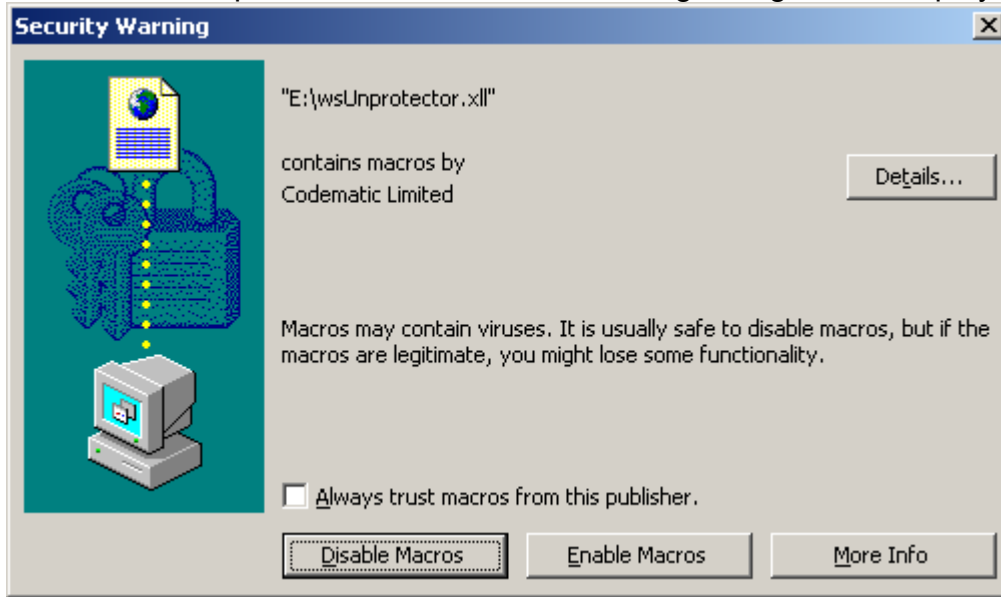 Security Warning
"E:\wsUnprotector.xll"
contains macros by
Codematic Limited
Details...
Macros may contain viruses. It is usually safe to disable macros, but if the
macros are legitimate, you might lose some functionality.
Always trust macros from this publisher.
Disable Macros
Enable Macros
More Info